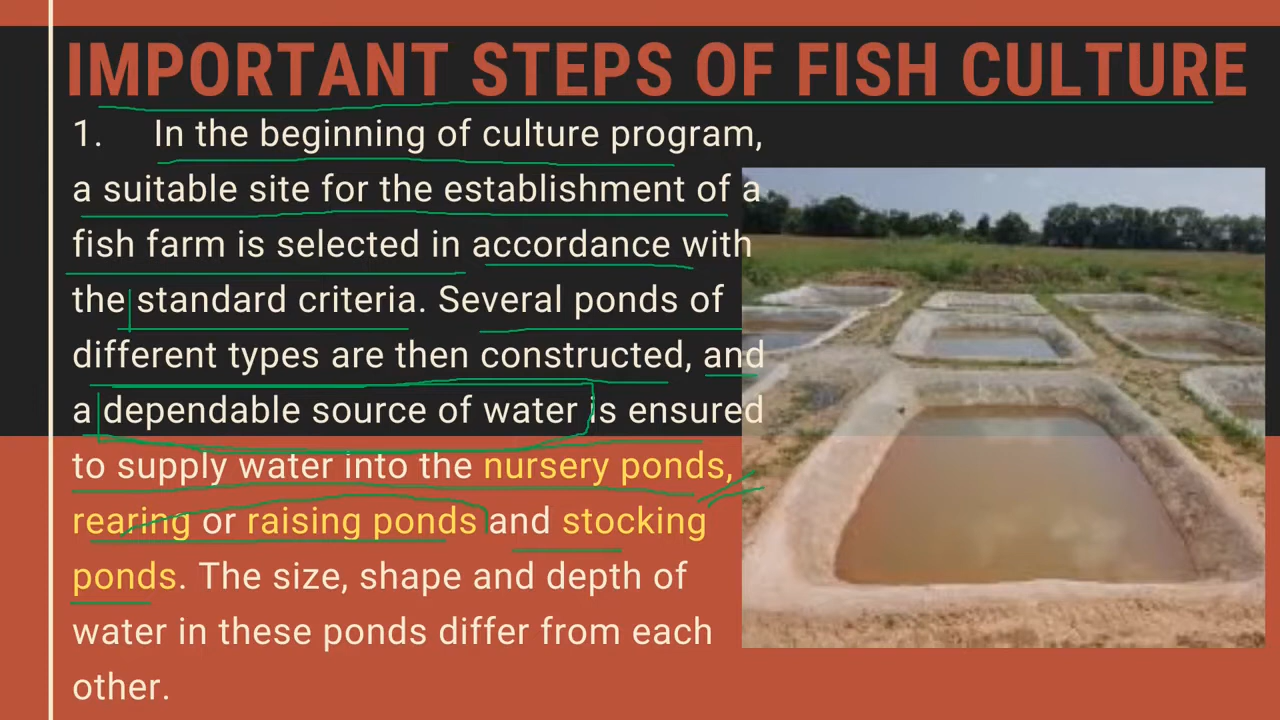 IMPORTANT STEPS OF FISH CULTURE
1. In the beginning of culture program,
a suitable site for the establishment of a
fish farm is selected in accordance with
the standard criteria. Several ponds of
different types are then constructed, and
a dependable source of water is ensured
to supply water into the nursery ponds,
rearing or raising ponds and stocking
ponds. The size, shape and depth of
water in these ponds differ from each
other.